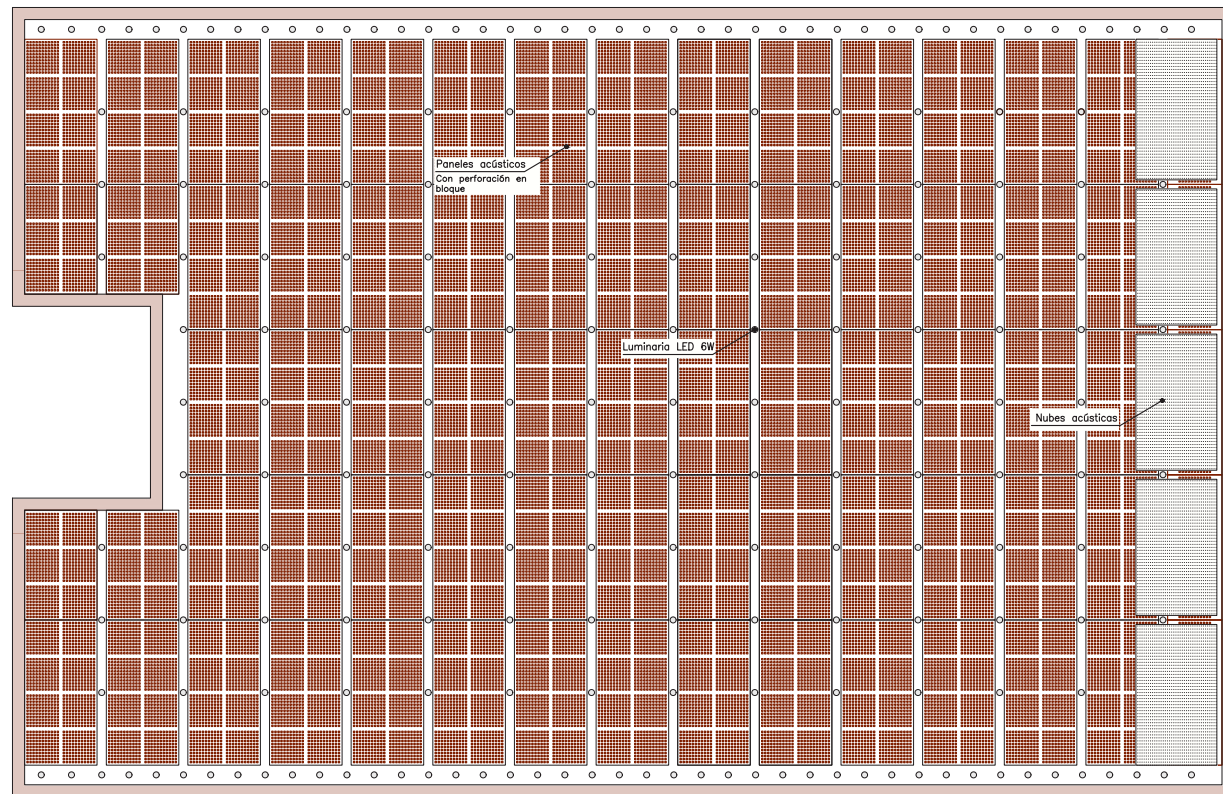 Paneles acústicos
Con perforación en
bloque
Luminaria LED 6W
Nubes acústicas